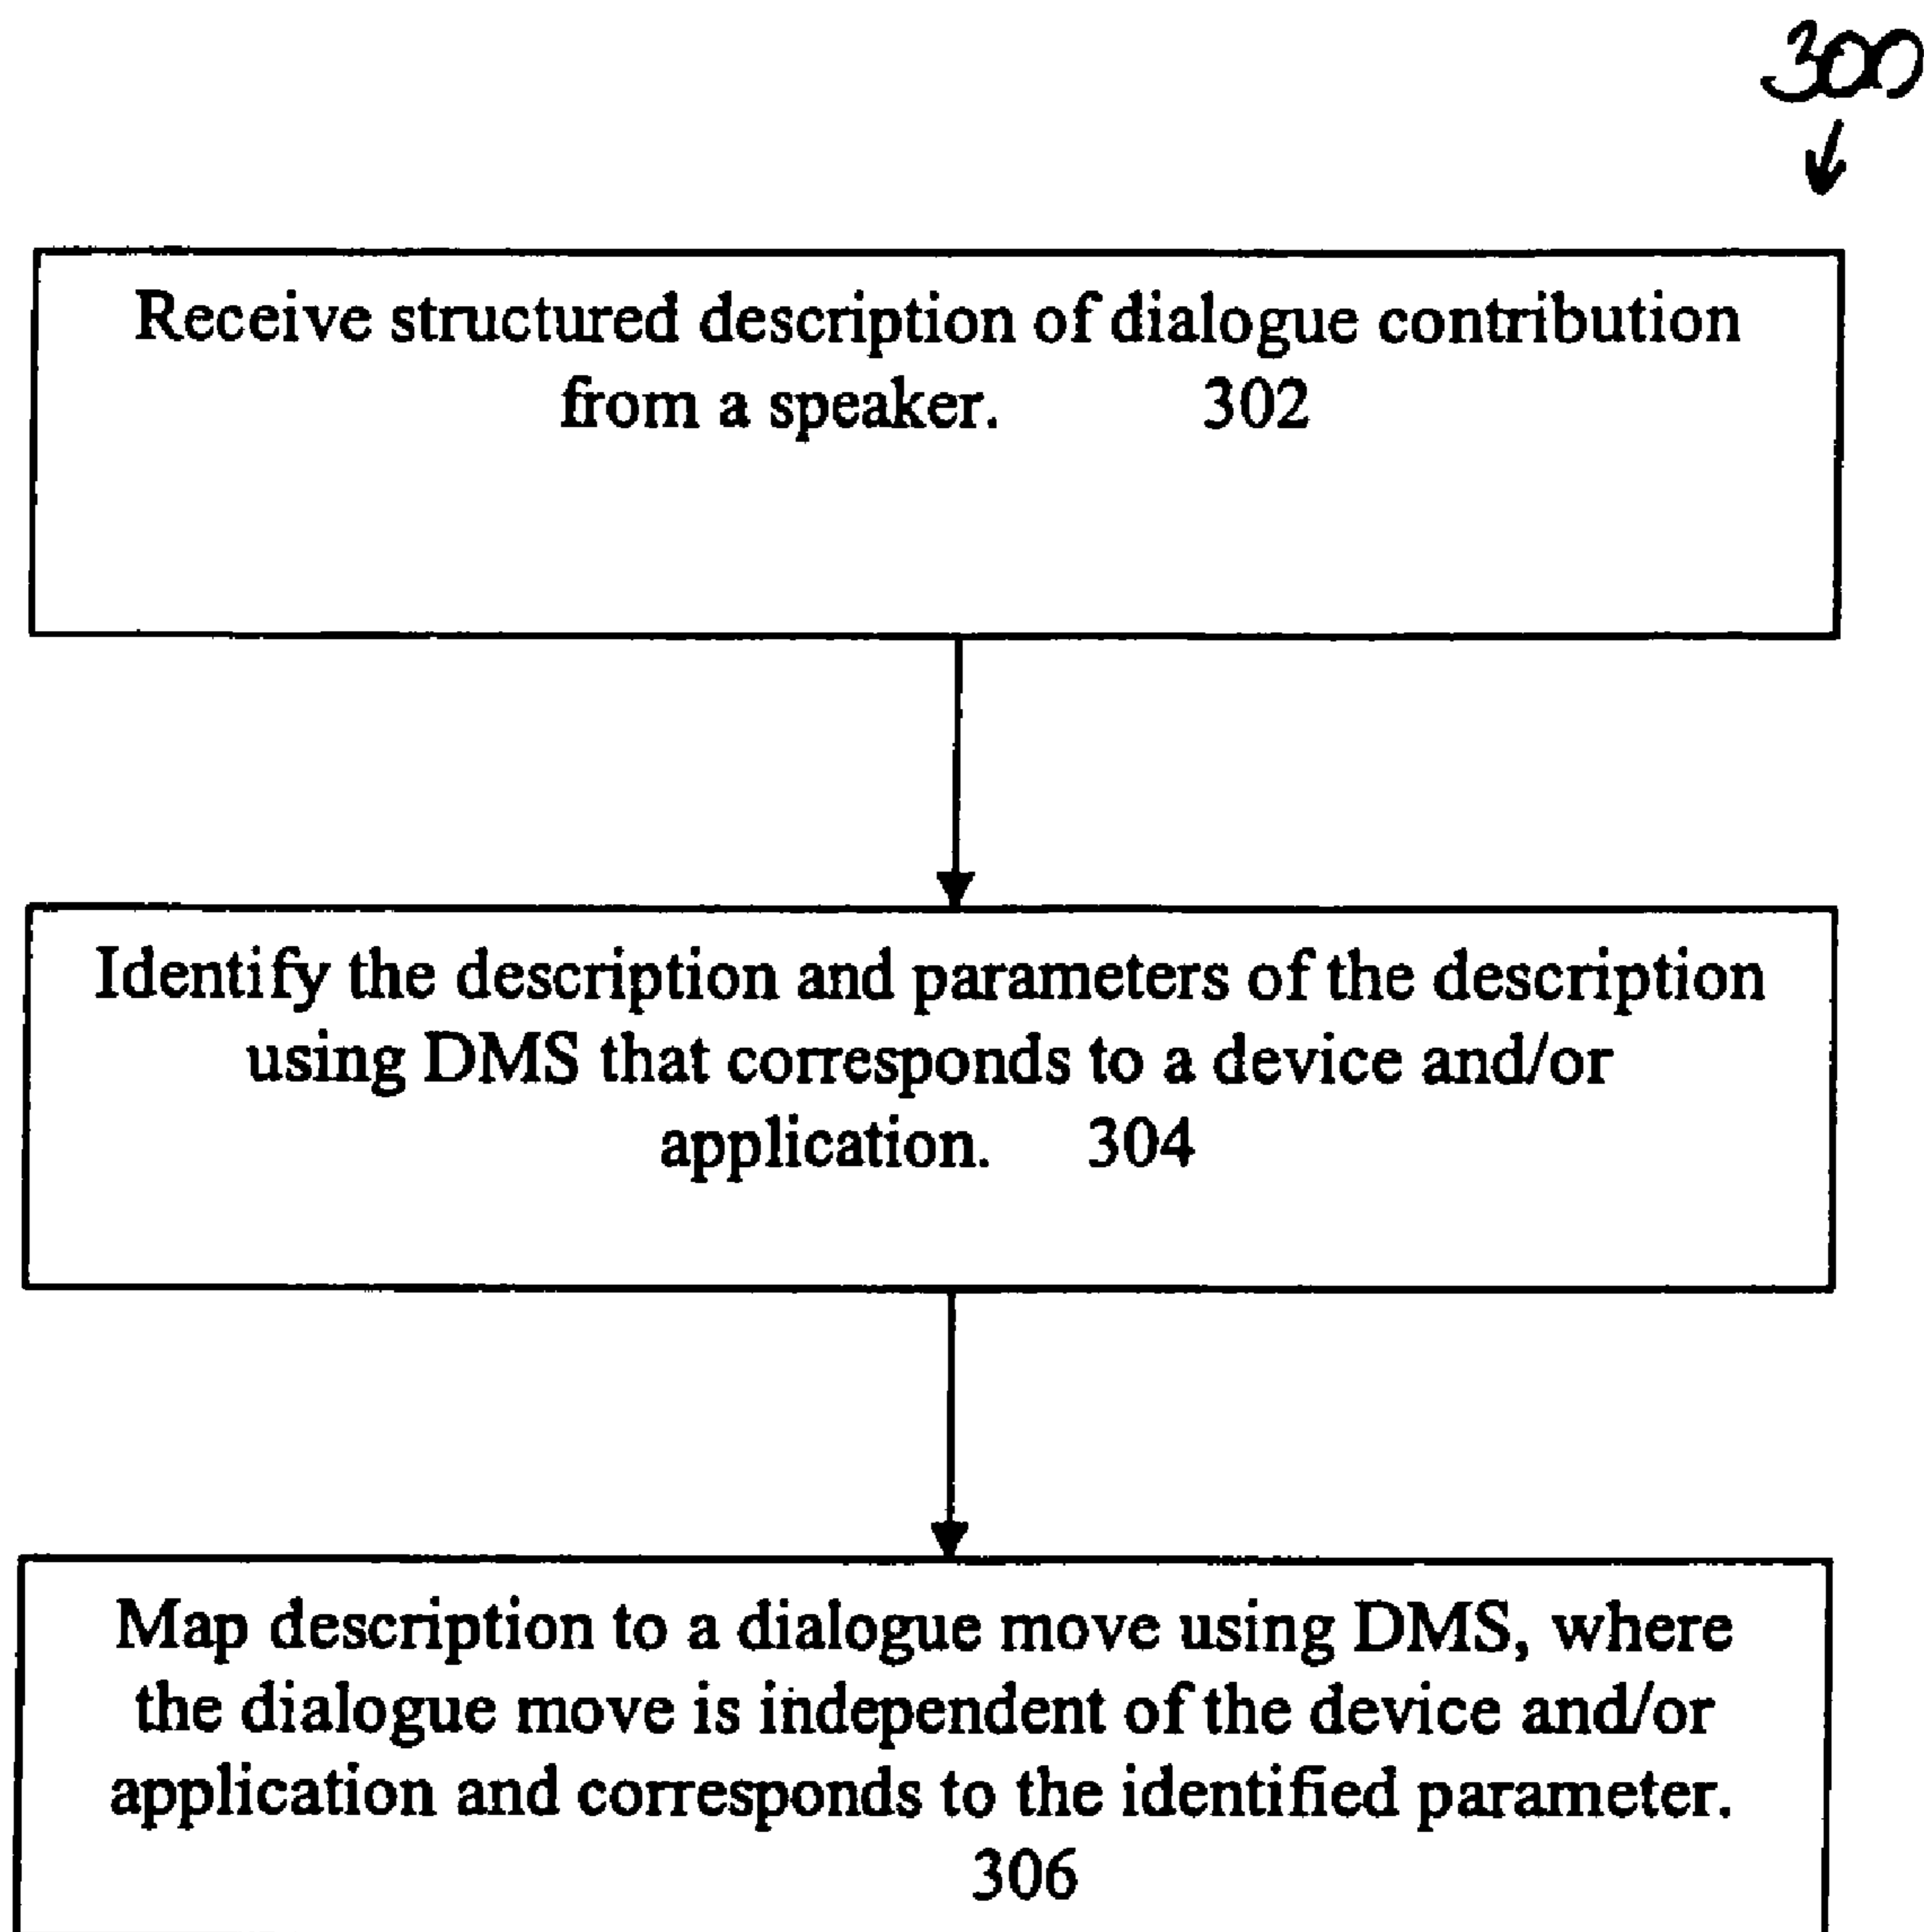 300
Receive structured description of dialogue contribution
from a speaker. 302
Identify the description and parameters of the description
using DMS that corresponds to a device and/or
application. 304
Map description to a dialogue move using DMS, where
the dialogue move is independent of the device and/or
application and corresponds to the identified parameter.
306